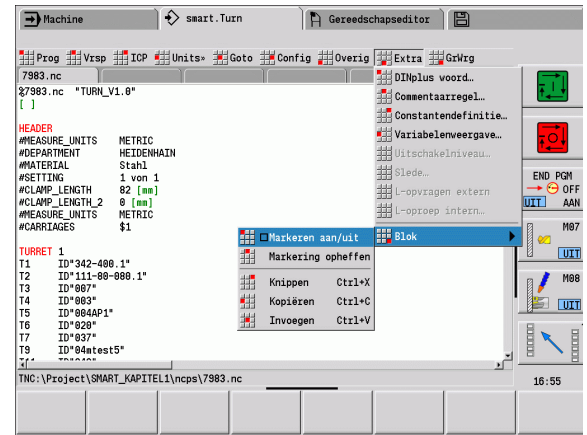 Machine
smart.Turn
Gereedschapseditor
Prog Vrsp ICP Units» Goto Config Overig Extra GrWrg
7983.nc
%7983.nc "TURN_V1.0"
[ ]
HEADER
#MEASURE_UNITS METRIC
#DEPARTMENT HEIDENHAIN
#MATERIAL Stahl
#SETTING 1 von 1
#CLAMP_LENGTH 82 [mm]
#CLAMP_LENGTH_2 0 [mm]
#MEASURE_UNITS METRIC
#CARRIAGES $1
TURRET 1
T1 ID"342-400.1"
T2 ID"111-80-080.1"
T3 ID"007"
T4 ID"003"
T5 ID"004AP1"
T6 ID"020"
T7 ID"037"
T9 ID"04mtest5"
DINplus woord…
Commentaarregel…
Constantendefinitie…
Variabelenweergave…
Uitschakelniveau…
Slede…
L-opvragen extern
L-oproep intern…
Blok
Markeren aan/uit
Markering opheffen
Knippen Ctrl+X
Kopiëren Ctrl+C
Invoegen Ctrl+V
END PGM
OFF
UIT AAN
M07
UIT
M08
UIT
TNC:\Project\SMART_KAPITEL1\ncps\7983.nc
16:55